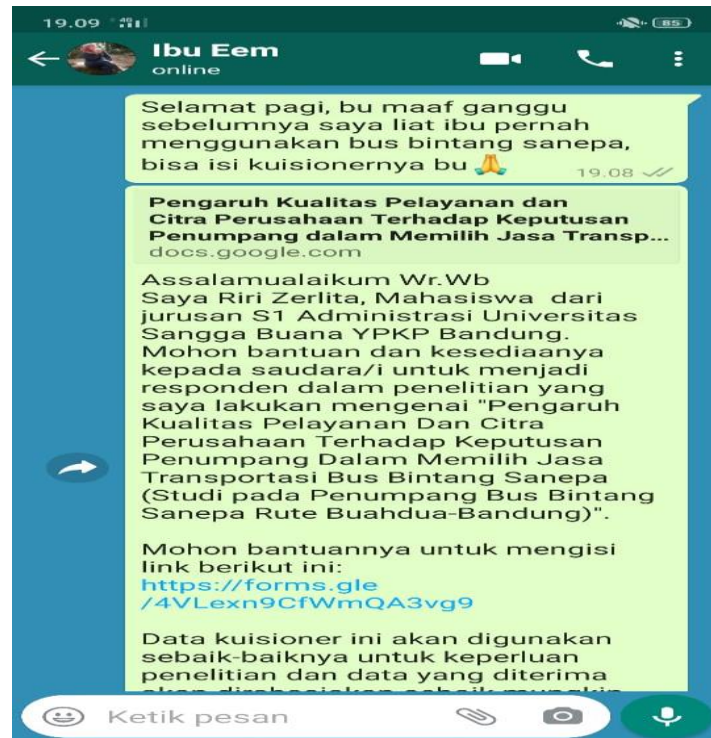 19.09
85
Ibu Eem
online
Selamat pagi, bu maaf ganggu
sebelumnya saya liat ibu pernah
menggunakan bus bintang sanepa,
bisa isi kuisionernya bu 🙏
19.08
Pengaruh Kualitas Pelayanan dan
Citra Perusahaan Terhadap Keputusan
Penumpang dalam Memilih Jasa Transp...
docs.google.com
Assalamualaikum Wr.Wb
Saya Riri Zerlita, Mahasiswa dari
jurusan S1 Administrasi Universitas
Sangga Buana YPKP Bandung.
Mohon bantuan dan kesediaanya
kepada saudara/i untuk menjadi
responden dalam penelitian yang
saya lakukan mengenai "Pengaruh
Kualitas Pelayanan Dan Citra
Perusahaan Terhadap Keputusan
Penumpang Dalam Memilih Jasa
Transportasi Bus Bintang Sanepa
(Studi pada Penumpang Bus Bintang
Sanepa Rute Buahdua-Bandung)".
Mohon bantuannya untuk mengisi
link berikut ini:
https://forms.gle
/4VLexn9CfWmQA3vg9
Data kuisioner ini akan digunakan
sebaik-baiknya untuk keperluan
penelitian dan data yang diterima
akan dirahasiakan sebaik mungkin
Ketik pesan